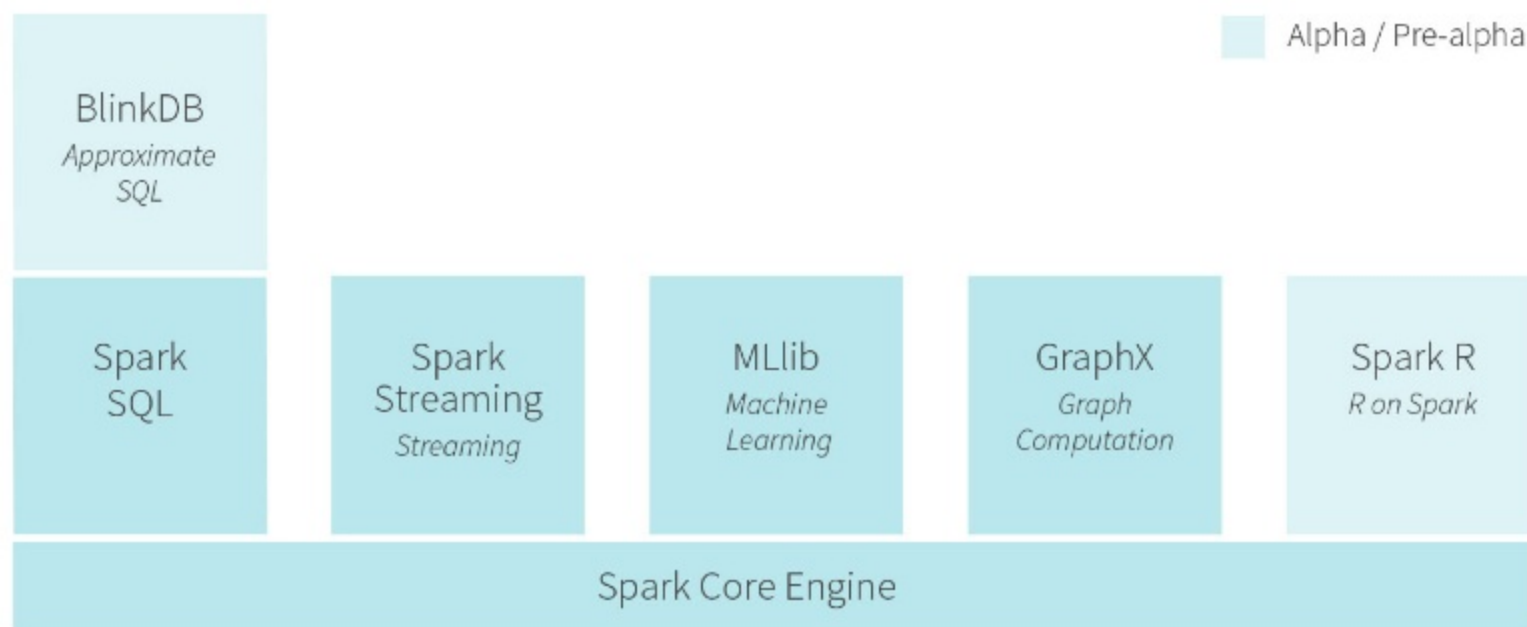 Alpha / Pre-alpha
BlinkDB
Approximate
SQL
Spark
SQL
Spark
Streaming
Streaming
MLlib
Machine
Learning
GraphX
Graph
Computation
Spark R
R on Spark
Spark Core Engine